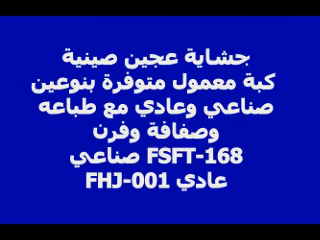 جشاية عجين صينية
كبة معمول متوفرة بنوعين
صناعي وعادي مع طباعه
وصفافة وفرن
FSFT-168 صناعي
عادي FHJ-001